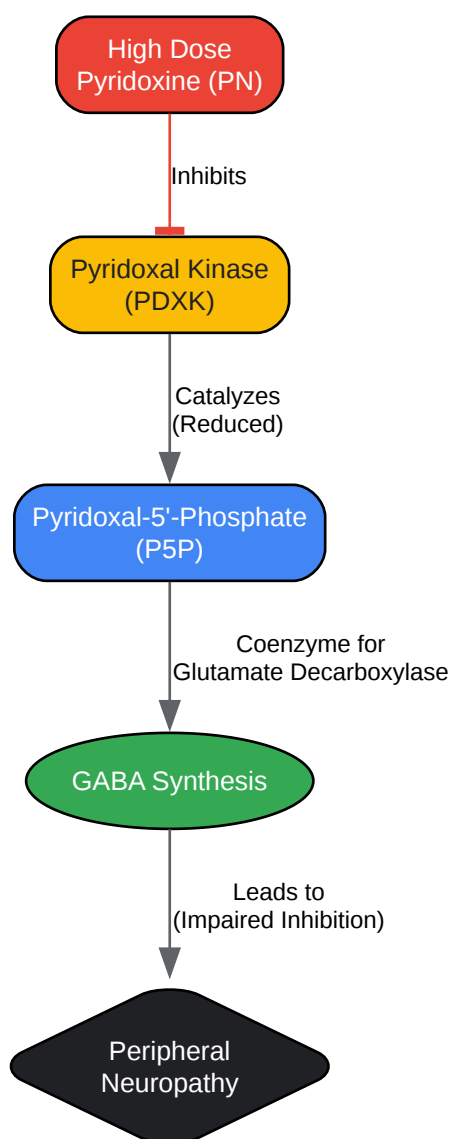 High Dose
Pyridoxine (PN)
Inhibits
Pyridoxal Kinase
(PDXK)
Catalyzes
(Reduced)
Pyridoxal-5'-Phosphate
(P5P)
Coenzyme for
Glutamate Decarboxylase
GABA Synthesis
Leads to
(Impaired Inhibition)
Peripheral
Neuropathy